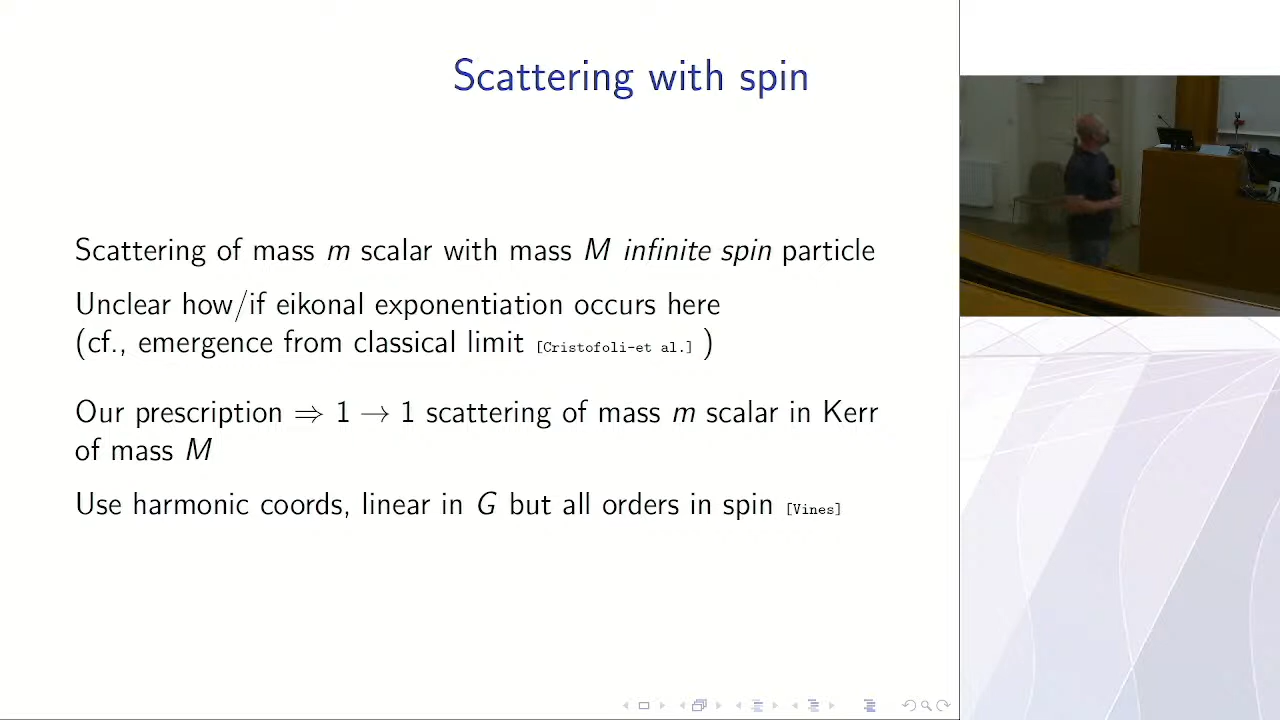 Scattering with spin
Scattering of mass m scalar with mass M infinite spin particle
Unclear how/if eikonal exponentiation occurs here
(cf., emergence from classical limit [Cristofoli-et al.] )
Our prescription ⇒ 1 → 1 scattering of mass m scalar in Kerr
of mass M
Use harmonic coords, linear in G but all orders in spin [Vines]